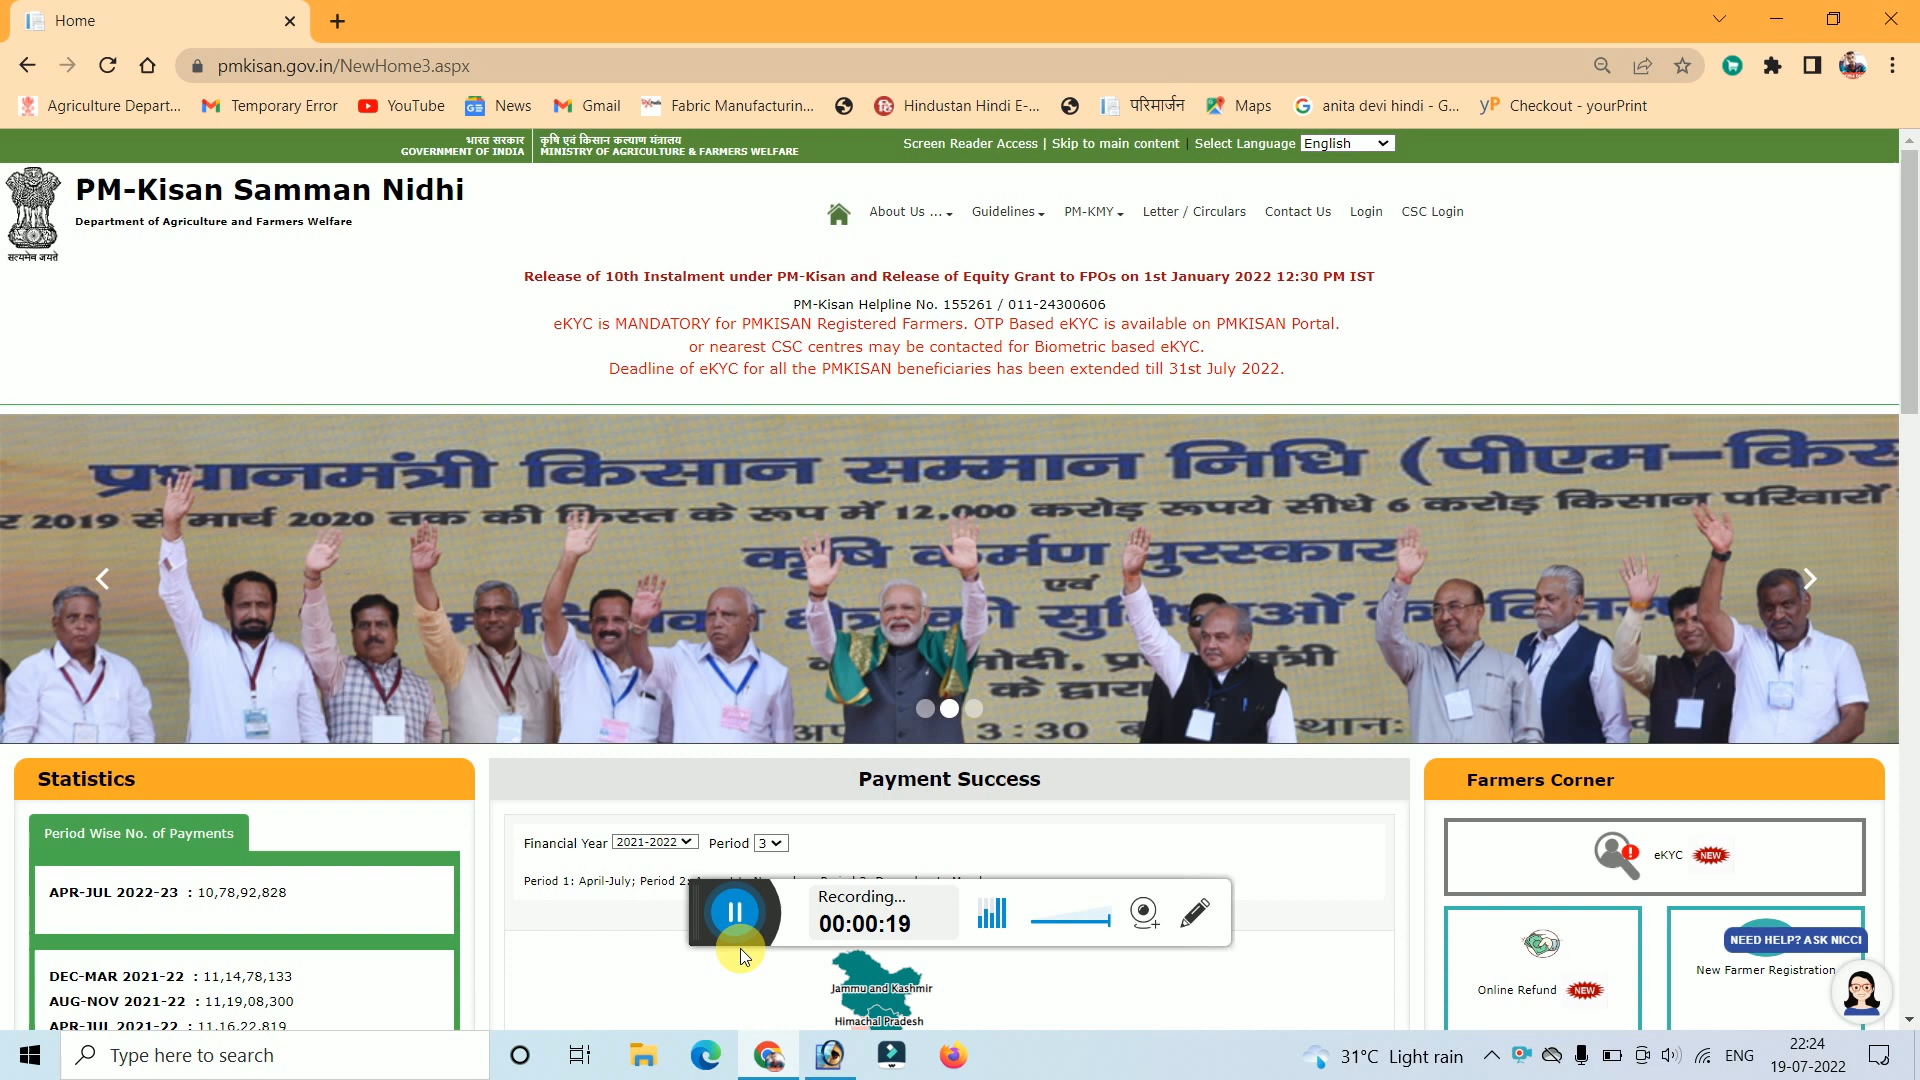 Home
pmkisan.gov.in/NewHome3.aspx
Agriculture Depart...
Temporary Error
YouTube
News
Gmail
Fabric Manufacturin...
Hindustan Hindi E-...
परिमार्जन
Maps
anita devi hindi - G...
Checkout - yourPrint
भारत सरकार
GOVERNMENT OF INDIA
कृषि एवं किसान कल्याण मंत्रालय
MINISTRY OF AGRICULTURE & FARMERS WELFARE
Screen Reader Access | Skip to main content | Select Language English
PM-Kisan Samman Nidhi
Department of Agriculture and Farmers Welfare
सत्यमेव जयते
About Us ...
Guidelines
PM-KMY
Letter / Circulars
Contact Us
Login
CSC Login
Release of 10th Instalment under PM-Kisan and Release of Equity Grant to FPOs on 1st January 2022 12:30 PM IST
PM-Kisan Helpline No. 155261 / 011-24300606
eKYC is MANDATORY for PMKISAN Registered Farmers. OTP Based eKYC is available on PMKISAN Portal.
or nearest CSC centres may be contacted for Biometric based eKYC.
Deadline of eKYC for all the PMKISAN beneficiaries has been extended till 31st July 2022.
प्रधानमंत्री किसान सम्मान निधि (पीएम-किस
र 2019 से मार्च 2020 तक की किस्त के रूप में 12,000 करोड़ रूपये सीधे 6 करोड़ किसान परिवारों
कृषि कर्मण पुरस्कार
एवं
की सुविधाओं का
मोदी,
के द्वारा
3:30
Statistics
Period Wise No. of Payments
APR-JUL 2022-23 : 10,78,92,828
DEC-MAR 2021-22 : 11,14,78,133
AUG-NOV 2021-22 : 11,19,08,300
APR-JUL 2021-22 : 11,16,22,819
Payment Success
Financial Year 2021-2022 Period 3
Period 1: April-July; Period 2:
Recording...
00:00:19
Jammu and Kashmir
Himachal Pradesh
Farmers Corner
eKYC NEW
Online Refund NEW
NEED HELP? ASK NICCI
New Farmer Registration
Type here to search
31°C Light rain
ENG
22:24
19-07-2022